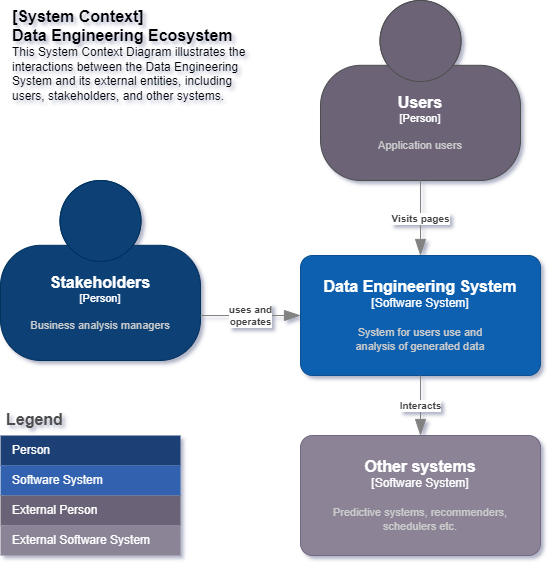 [System Context]
Data Engineering Ecosystem
This System Context Diagram illustrates the
interactions between the Data Engineering
System and its external entities, including
users, stakeholders, and other systems.
Users
[Person]
Application users
Visits pages
Stakeholders
[Person]
Business analysis managers
uses and
operates
Data Engineering System
[Software System]
System for users use and
analysis of generated data
Interacts
Other systems
[Software System]
Predictive systems, recommenders,
schedulers etc.
Legend
Person
Software System
External Person
External Software System